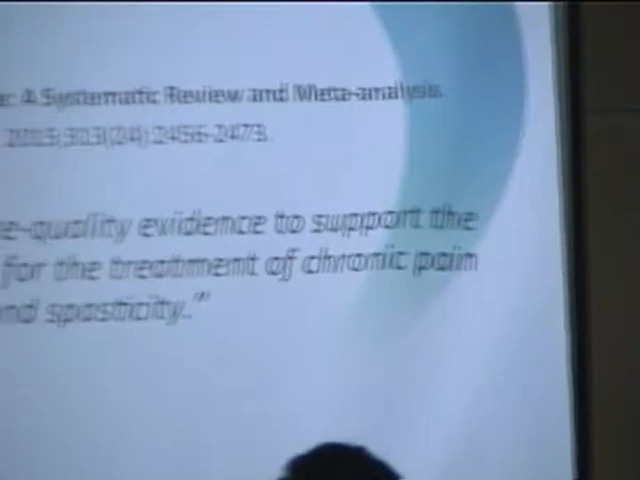 : A Systematic Review and Meta-analysis.
2015;313(24):2456-2473.
e-quality evidence to support the
for the treatment of chronic pain
nd spasticity.”